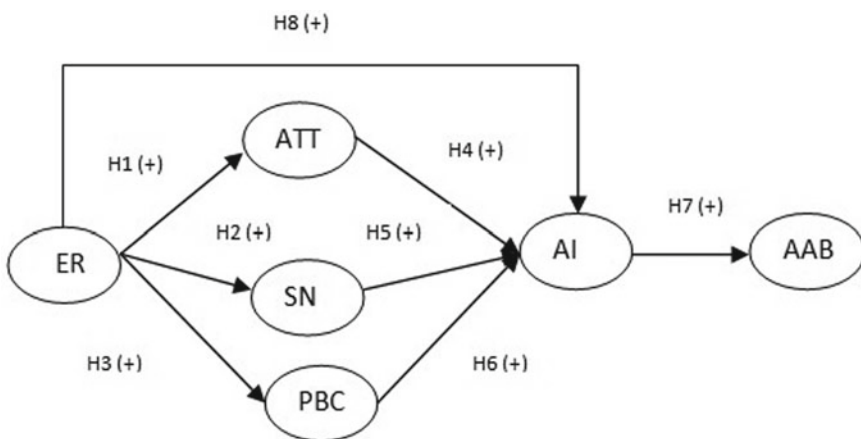 H8 (+)
ATT
H1 (+)
H4 (+)
H7 (+)
H2 (+)
H5 (+)
ER
AI
AAB
SN
H3 (+)
H6 (+)
PBC